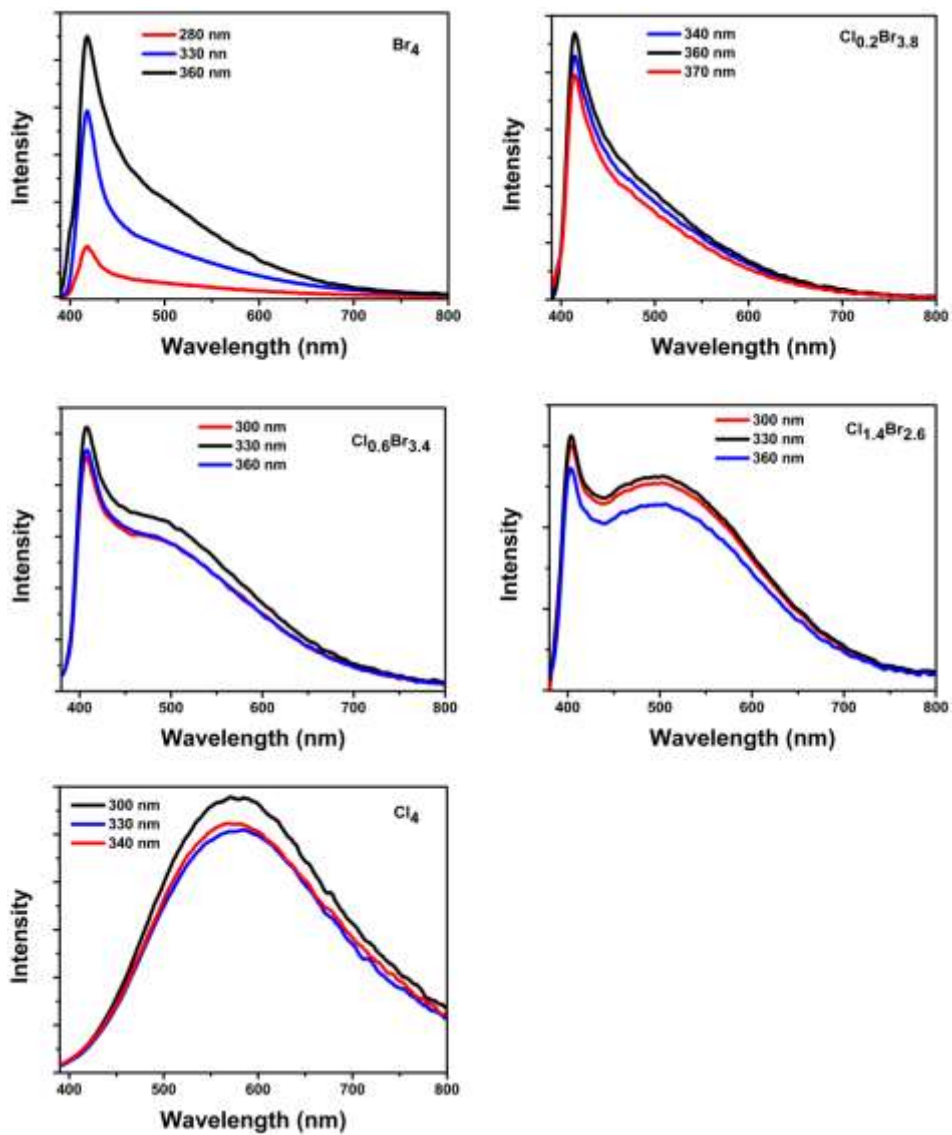 280 nm
330 nn
360 nm
Br4
Intensity
400 500 600 700 800
Wavelength (nm)
340 nm
360 nm
370 nm
Cl0.2Br3.8
Intensity
400 500 600 700 800
Wavelength (nm)
300 nm
330 nm
360 nm
Cl0.6Br3.4
Intensity
400 500 600 700 800
Wavelength (nm)
300 nm
330 nm
360 nm
Cl1.4Br2.6
Intensity
400 500 600 700 800
Wavelength (nm)
300 nm
330 nm
340 nm
Cl4
Intensity
400 500 600 700 800
Wavelength (nm)